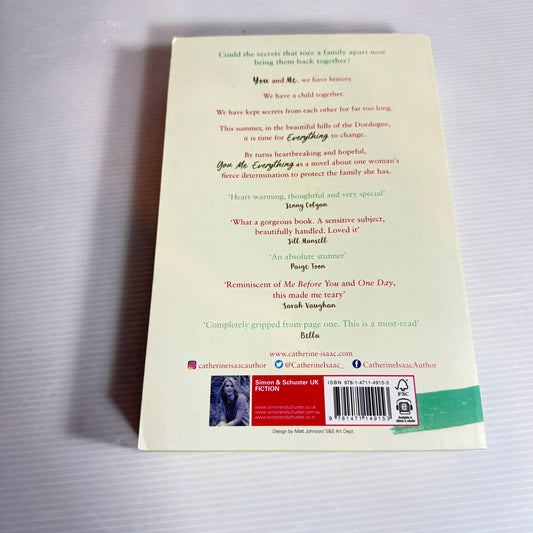 Could the secrets that tore a family apart now
bring them back together?
You and Me, we have history.
We have a child together.
We have kept secrets from each other for far too long.
This summer, in the beautiful hills of the Dordogne,
it is time for Everything to change.
By turns heartbreaking and hopeful,
You Me Everything is a novel about one woman's
fierce determination to protect the family she has.
'Heart-warming, thoughtful and very special'
Jenny Colgan
'What a gorgeous book. A sensitive subject,
beautifully handled. Loved it'
Jill Mansell
'An absolute stunner'
Paige Toon
'Reminiscent of Me Before You and One Day,
this made me teary'
Sarah Vaughan
'Completely gripped from page one. This is a must-read'
Bella
www.catherine-isaac.com
catherineisaacauthor @CatherineIsaac_ CatherineIsaacAuthor
Simon & Schuster UK
FICTION
www.simonandschuster.co.uk
www.simonandschuster.com.au
www.simonandschuster.co.in
ISBN 978-1-4711-4915-3
9 781471 149153
FSC
Design by Matt Johnson/ S&S Art Dept.